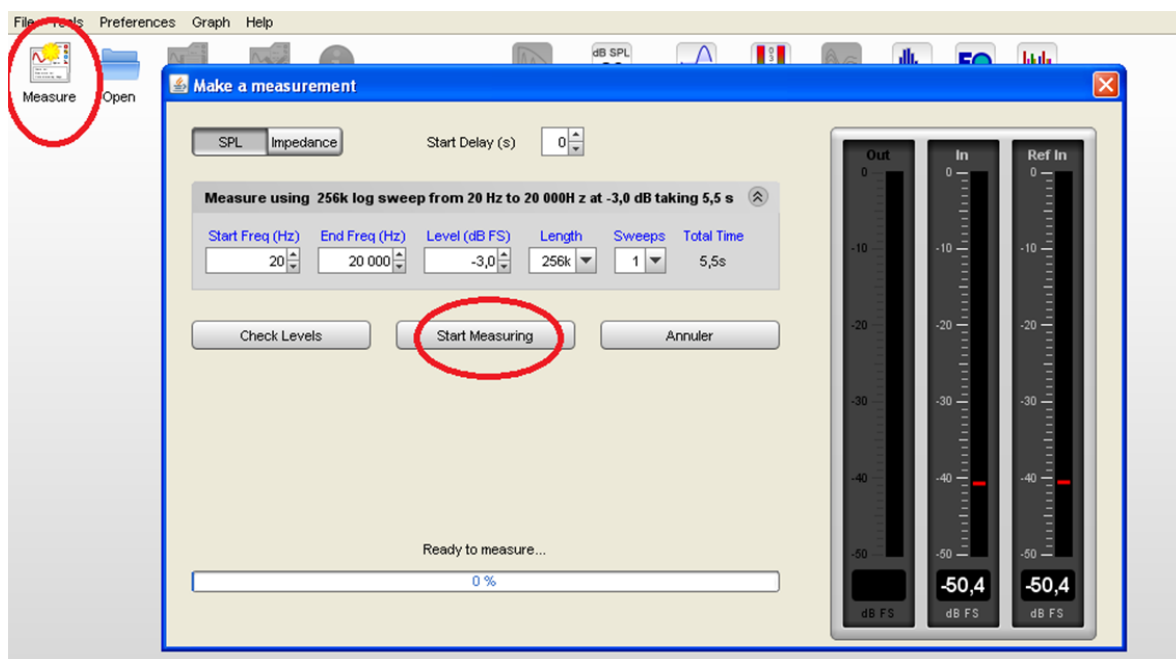 File Tools Preferences Graph Help
dB SPL
Measure Open
Make a measurement
SPL Impedance Start Delay (s) 0
Measure using 256k log sweep from 20 Hz to 20 000H z at -3,0 dB taking 5,5 s
Start Freq (Hz) End Freq (Hz) Level (dB FS) Length Sweeps Total Time
20 20 000 -3,0 256k 1 5,5s
Check Levels Start Measuring Annuler
Ready to measure...
0 %
Out In Ref In
0 0 0
-10 -10 -10
-20 -20 -20
-30 -30 -30
-40 -40 -40
-50 -50 -50
-50,4 -50,4
dB FS dB FS dB FS